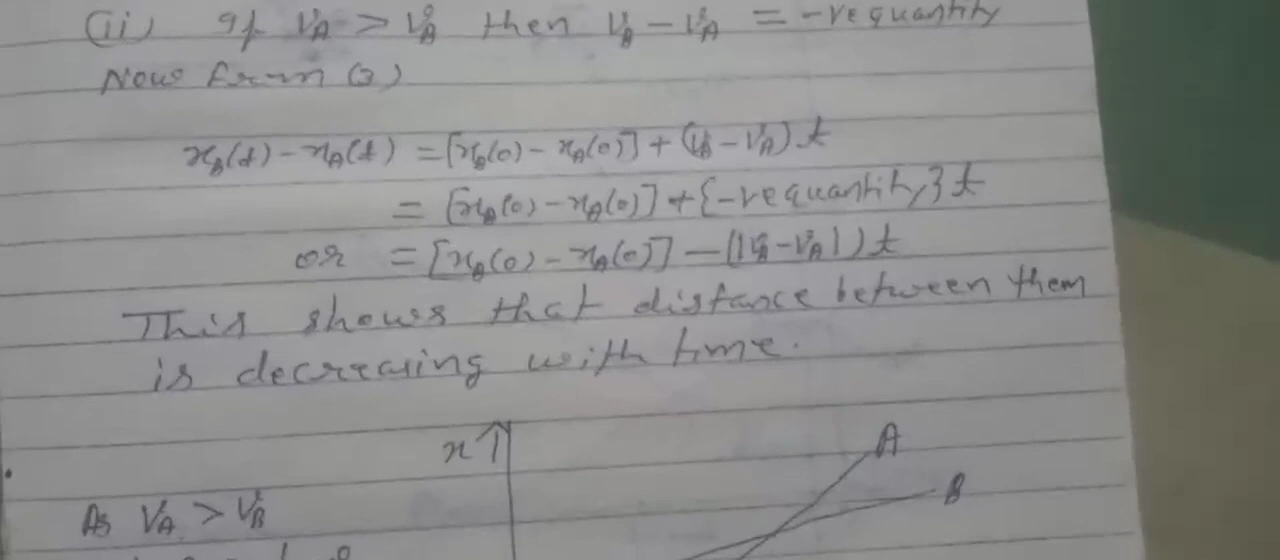 (ii) If VA > VB then VB - VA = -ve quantity
Now from (3)
xB(t) - xA(t) = [xB(0) - xA(0)] + (VB - VA).t
= [xB(0) - xA(0)] + {-ve quantity} t
or = [xB(0) - xA(0)] - (|VB - VA|) t
This shows that distance between them
is decreasing with time.
x↑
A
B
As VA > VB